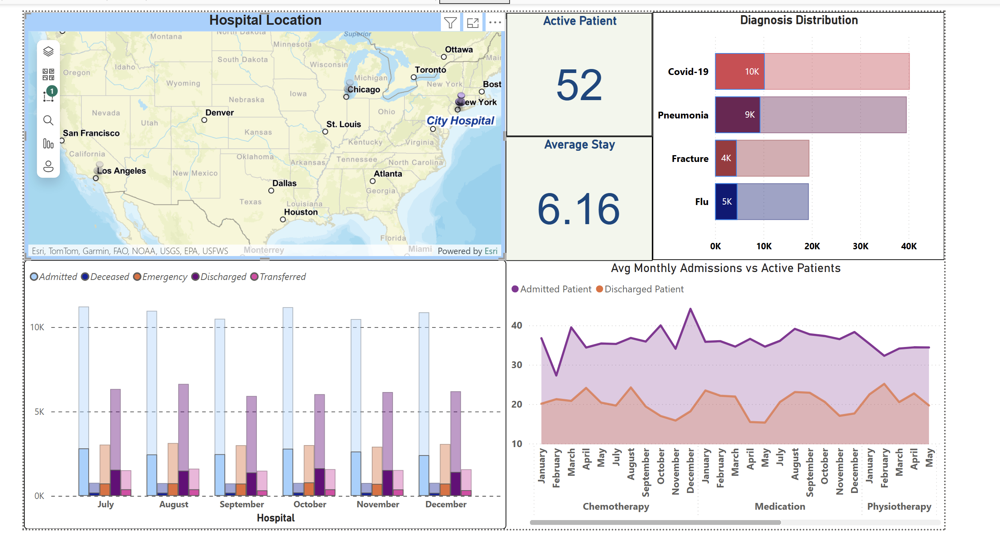 Hospital Location
North Dakota
Superior
Montana
Minnesota
Ottawa
Main
Idaho
South Dakota
Wisconsin
Oregon
Toronto
Michigan
Wyoming
New York
Bost
Chicago
1
Iowa
Nebraska
ew York
Nevada
Denver
Ohio
Utah
St. Louis
City Hospital
San Francisco
Kansas
Kentucky
Virginia
California
Oklahoma
Arkansas
Tennessee
North Carolina
Los Angeles
New Mexico
Atlanta
Dallas
Georgia
Texas
Louisiana
Houston
Florida
Monterrey
Miami
Esri, TomTom, Garmin, FAO, NOAA, USGS, EPA, USFWS
Powered by Esri
Active Patient
52
Average Stay
6.16
Diagnosis Distribution
Covid-19 10K
Pneumonia 9K
Fracture 4K
Flu 5K
0K 10K 20K 30K 40K
Admitted Deceased Emergency Discharged Transferred
10K
5K
0K
July August September October November December
Hospital
Avg Monthly Admissions vs Active Patients
Admitted Patient Discharged Patient
40
30
20
10
January February March April May July August September October November December January February March April May July August September October November December January February March April May
Chemotherapy Medication Physiotherapy